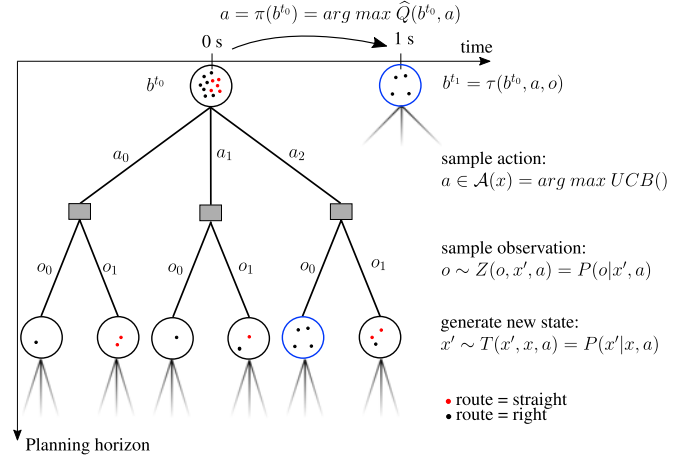 a = π(b^{t_0}) = arg max Q̂(b^{t_0}, a)
0 s
1 s
time
b^{t_0}
b^{t_1} = τ(b^{t_0}, a, o)
a_0
a_1
a_2
sample action:
a ∈ 𝒜(x) = arg max UCB()
o_0
o_1
o_0
o_1
o_0
o_1
sample observation:
o ∼ Z(o, x′, a) = P(o|x′, a)
generate new state:
x′ ∼ T(x′, x, a) = P(x′|x, a)
route = straight
route = right
Planning horizon